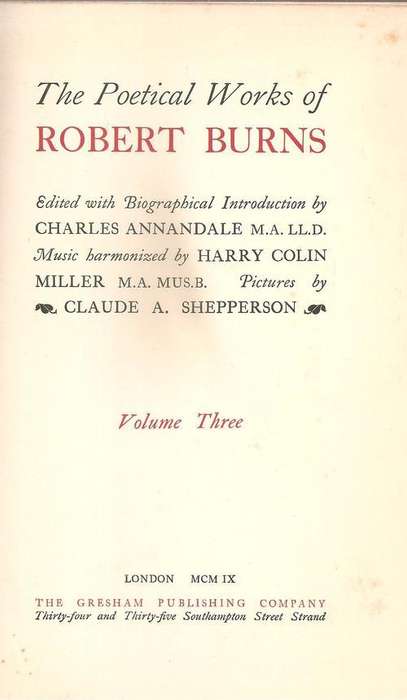 The Poetical Works of
ROBERT BURNS
Edited with Biographical Introduction by
CHARLES ANNANDALE M.A. LL.D.
Music harmonized by HARRY COLIN
MILLER M.A. MUS.B. Pictures by
CLAUDE A. SHEPPERSON
Volume Three
LONDON MCM IX
THE GRESHAM PUBLISHING COMPANY
Thirty-four and Thirty-five Southampton Street Strand